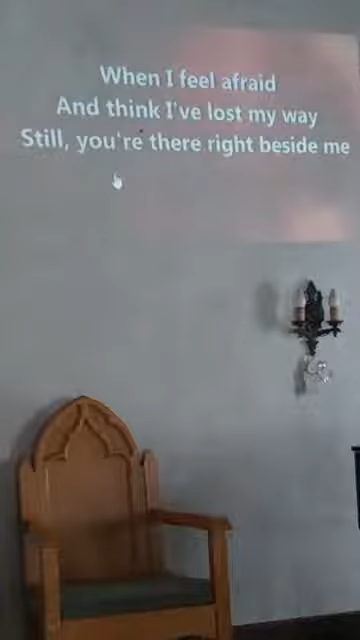 When I feel afraid
And think I've lost my way
Still, you're there right beside me